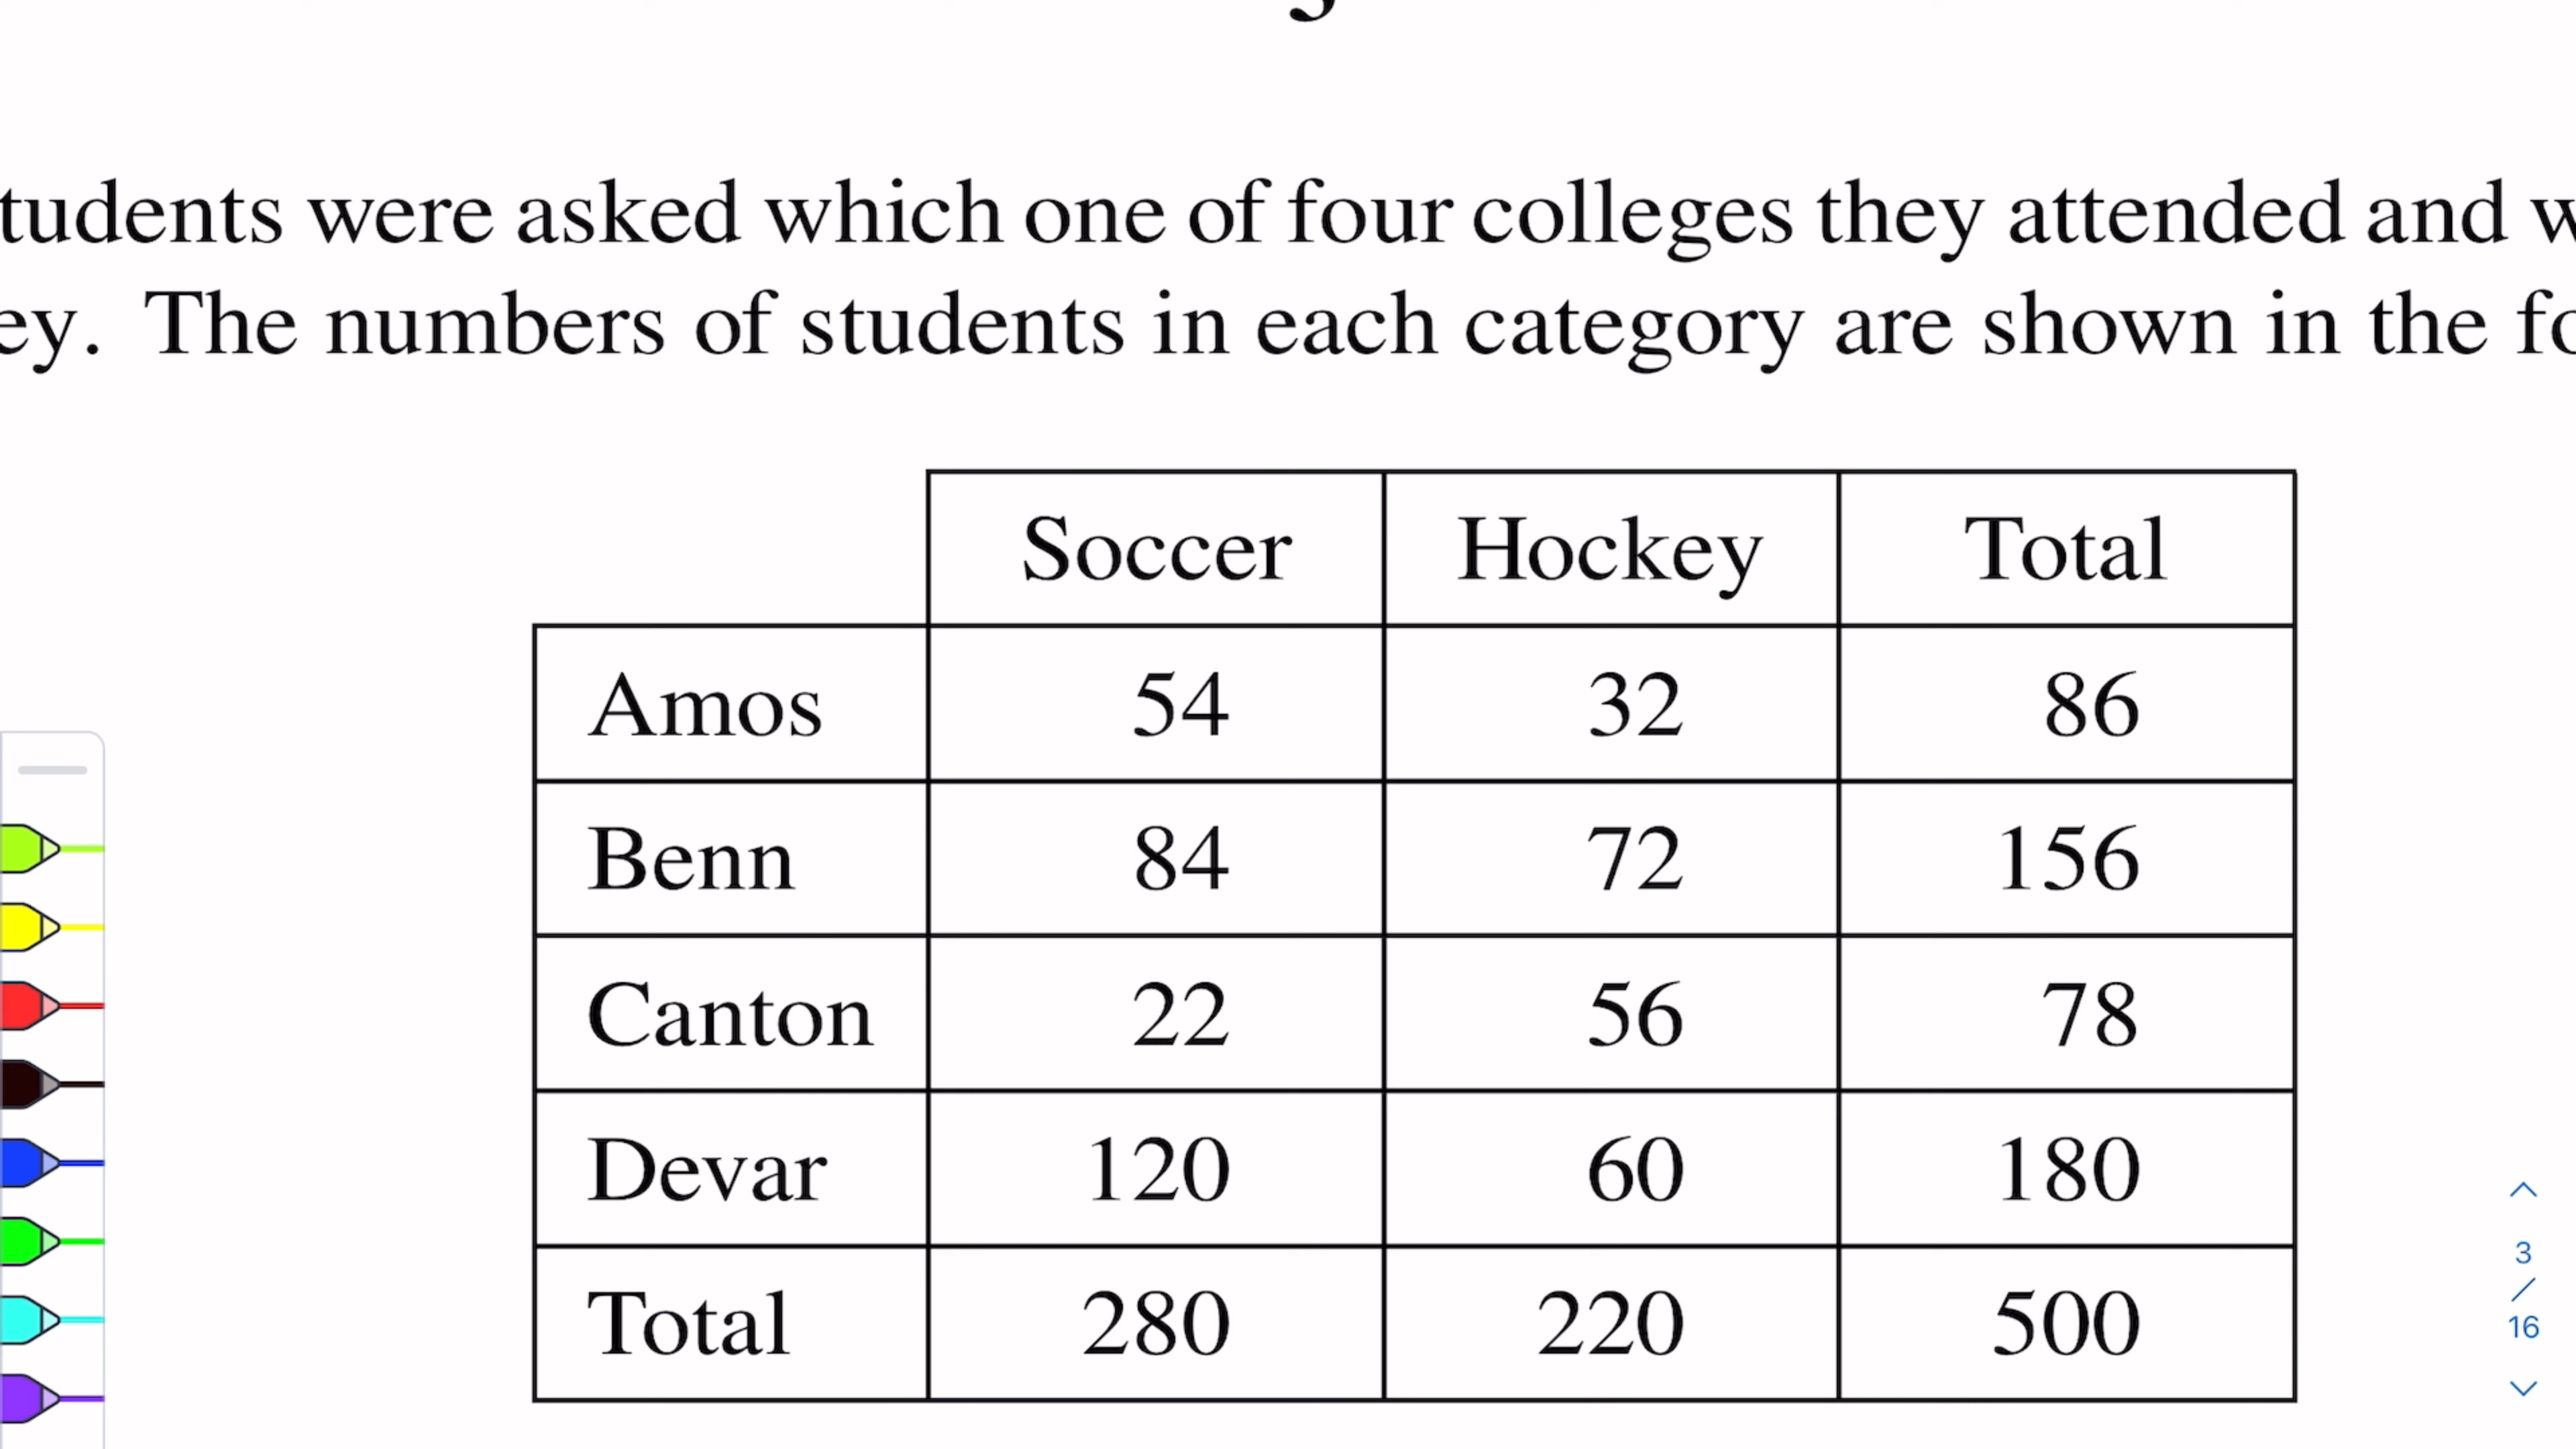 tudents were asked which one of four colleges they attended and w
ey. The numbers of students in each category are shown in the fo
Soccer Hockey Total
Amos 54 32 86
Benn 84 72 156
Canton 22 56 78
Devar 120 60 180
Total 280 220 500
3
/
16